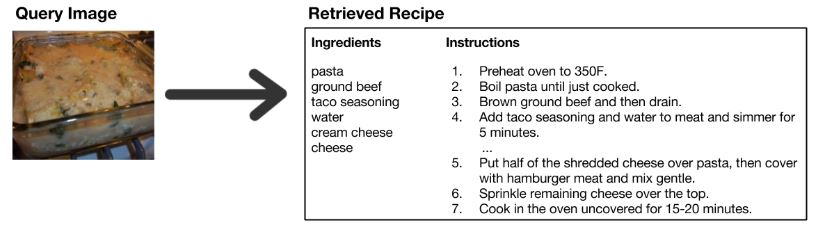 Query Image
Retrieved Recipe
Ingredients
Instructions
pasta
ground beef
taco seasoning
water
cream cheese
cheese
1. Preheat oven to 350F.
2. Boil pasta until just cooked.
3. Brown ground beef and then drain.
4. Add taco seasoning and water to meat and simmer for
5 minutes.
...
5. Put half of the shredded cheese over pasta, then cover
with hamburger meat and mix gentle.
6. Sprinkle remaining cheese over the top.
7. Cook in the oven uncovered for 15-20 minutes.